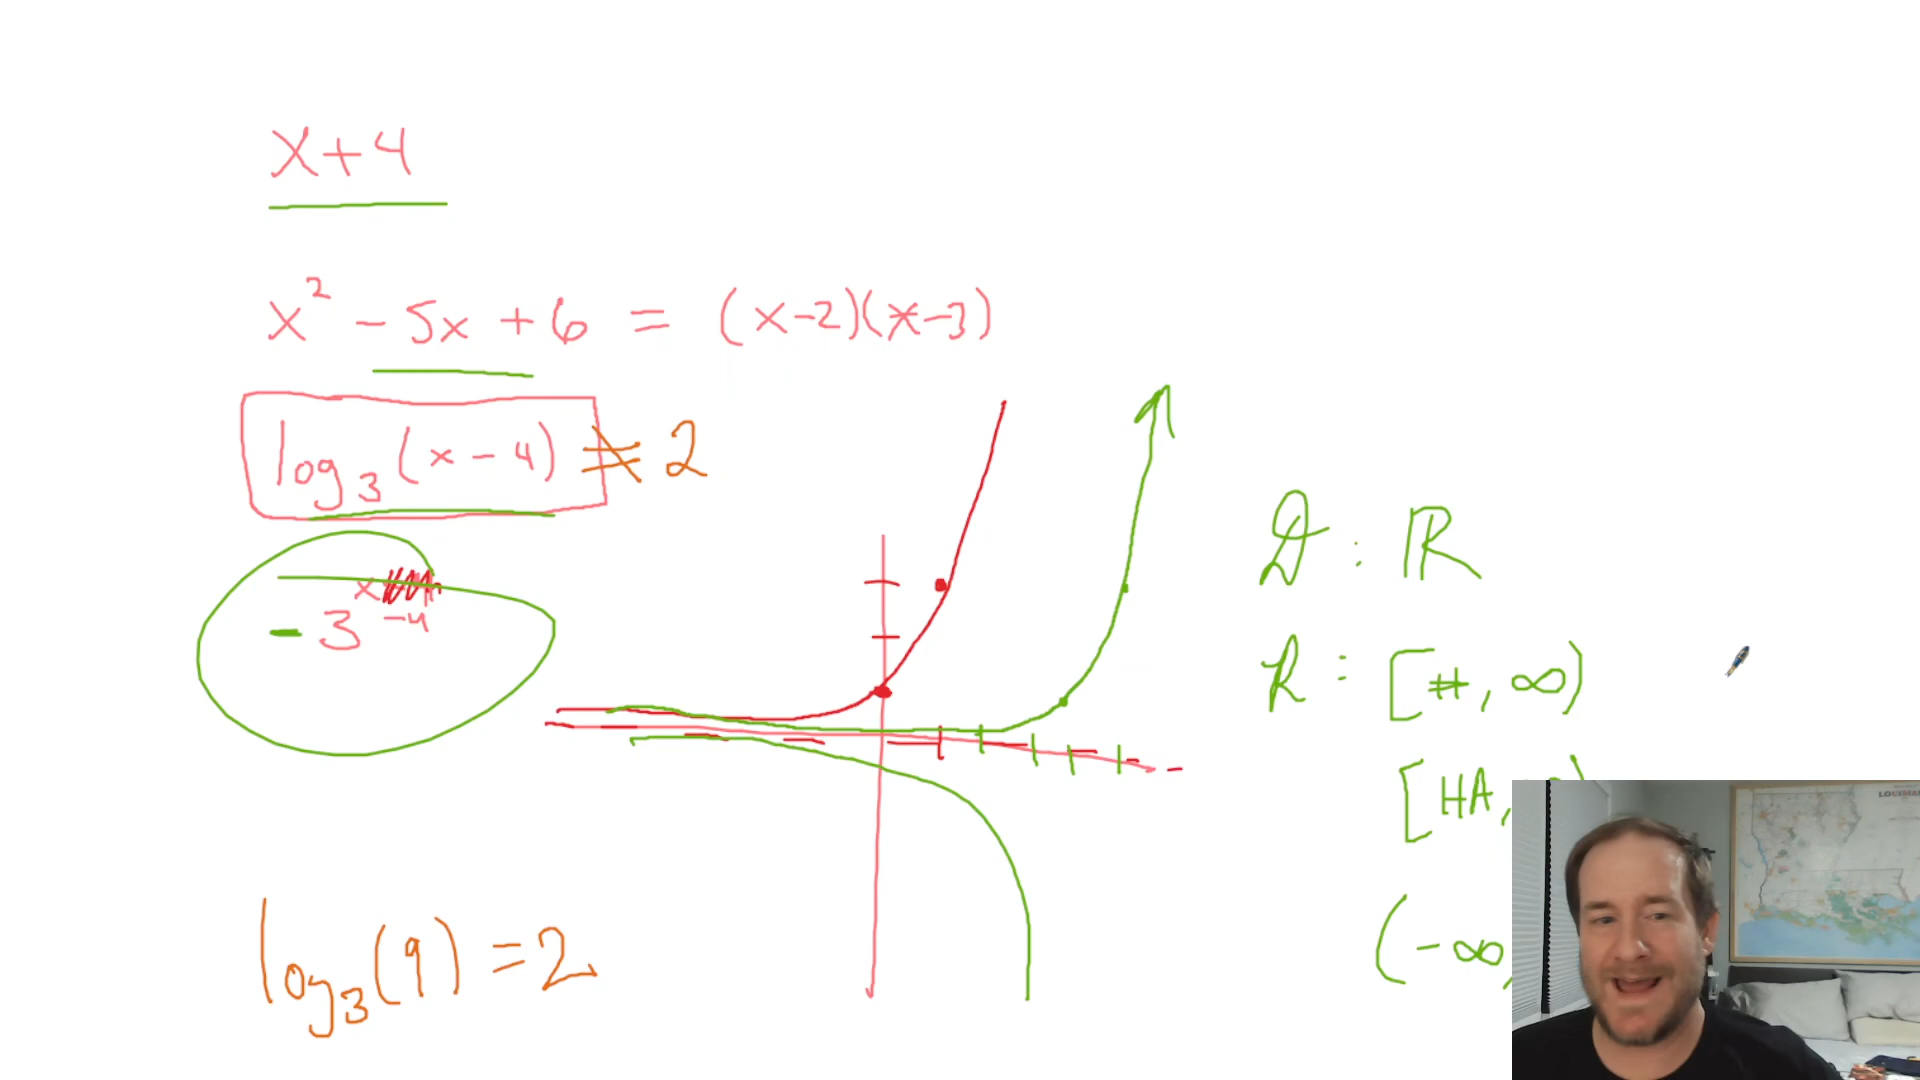 x+4
x² - 5x + 6 = (x-2)(x-3)
log₃(x-4) ≠ 2
- 3^(x-4)
D : ℝ
R : [#, ∞)
[HA,
(-∞
log₃(9) = 2